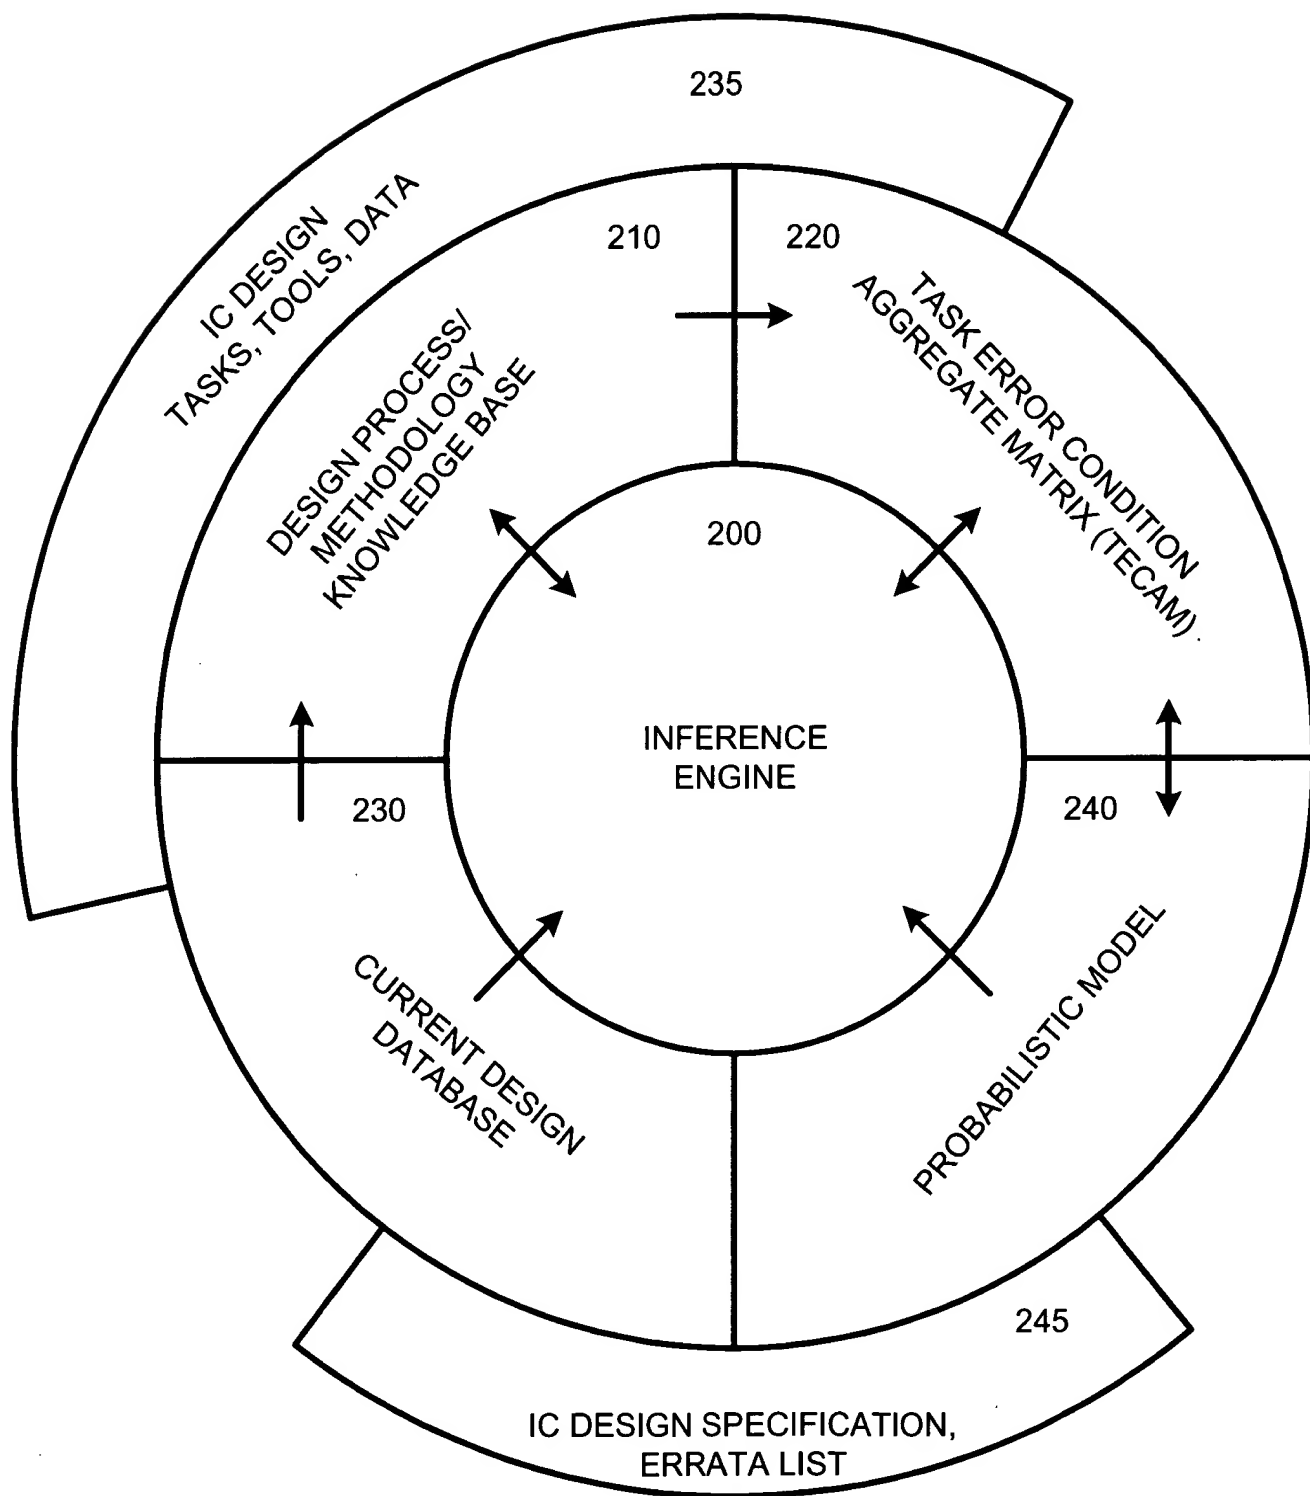 235
IC DESIGN
TASKS, TOOLS, DATA
210
DESIGN PROCESS/
METHODOLOGY
KNOWLEDGE BASE
220
TASK ERROR CONDITION
AGGREGATE MATRIX (TECAM)
200
INFERENCE
ENGINE
230
CURRENT DESIGN
DATABASE
240
PROBABILISTIC MODEL
245
IC DESIGN SPECIFICATION,
ERRATA LIST